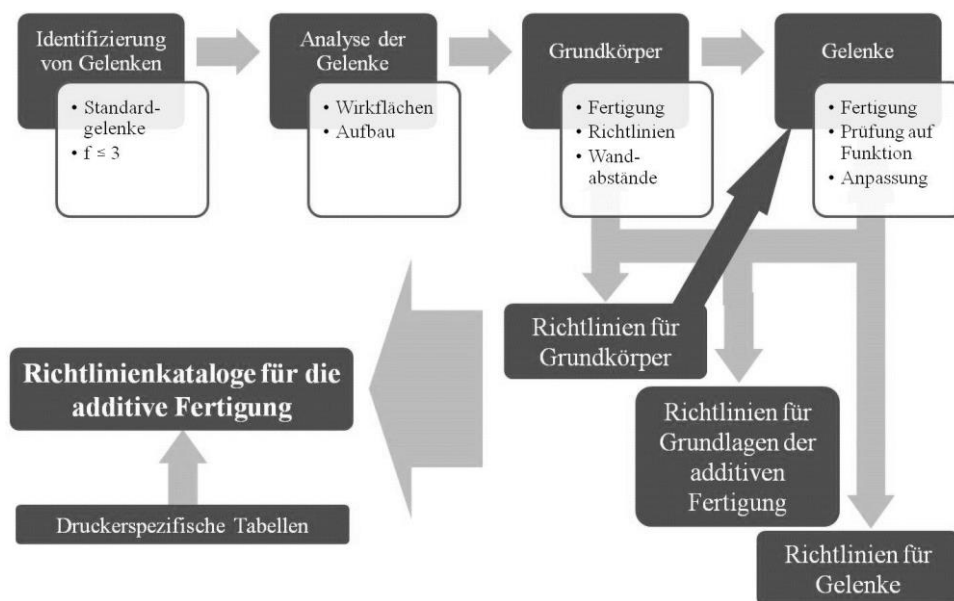 Identifizierung
von Gelenken
• Standard-
gelenke
• f ≤ 3
Analyse der
Gelenke
• Wirkflächen
• Aufbau
Grundkörper
• Fertigung
• Richtlinien
• Wand-
abstände
Gelenke
• Fertigung
• Prüfung auf
Funktion
• Anpassung
Richtlinien für
Grundkörper
Richtlinienkataloge für die
additive Fertigung
Richtlinien für
Grundlagen der
additiven
Fertigung
Druckerspezifische Tabellen
Richtlinien für
Gelenke